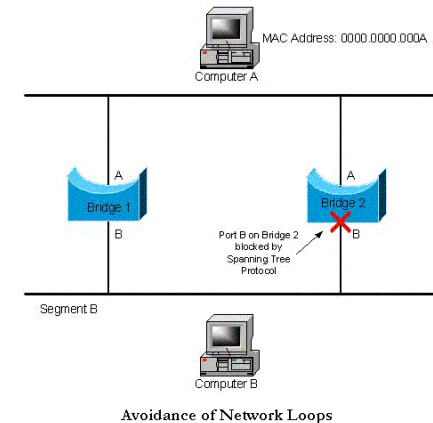 MAC Address: 0000.0000.000A
Computer A
A
A
Bridge 1
Bridge 2
B
B
Port B on Bridge 2
blocked by
Spanning Tree
Protocol
Segment B
Computer B
Avoidance of Network Loops